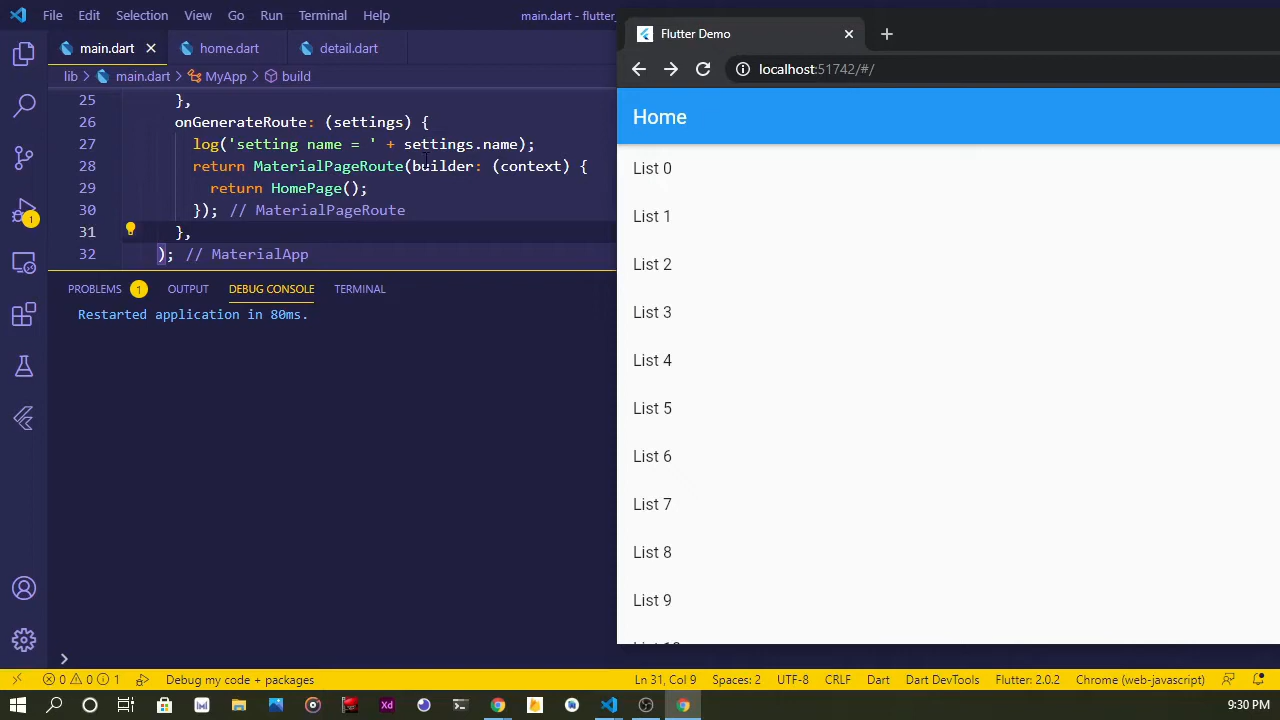 File Edit Selection View Go Run Terminal Help main.dart - flutter_
main.dart home.dart detail.dart
lib > main.dart > MyApp > build
25 },
26 onGenerateRoute: (settings) {
27 log('setting name = ' + settings.name);
28 return MaterialPageRoute(builder: (context) {
29 return HomePage();
30 }); // MaterialPageRoute
31 },
32 ); // MaterialApp
PROBLEMS 1 OUTPUT DEBUG CONSOLE TERMINAL
Restarted application in 80ms.
>
1
Flutter Demo
localhost:51742/#/
Home
List 0
List 1
List 2
List 3
List 4
List 5
List 6
List 7
List 8
List 9
0 0 1 Debug my code + packages Ln 31, Col 9 Spaces: 2 UTF-8 CRLF Dart Dart DevTools Flutter: 2.0.2 Chrome (web-javascript)
Xd
9:30 PM